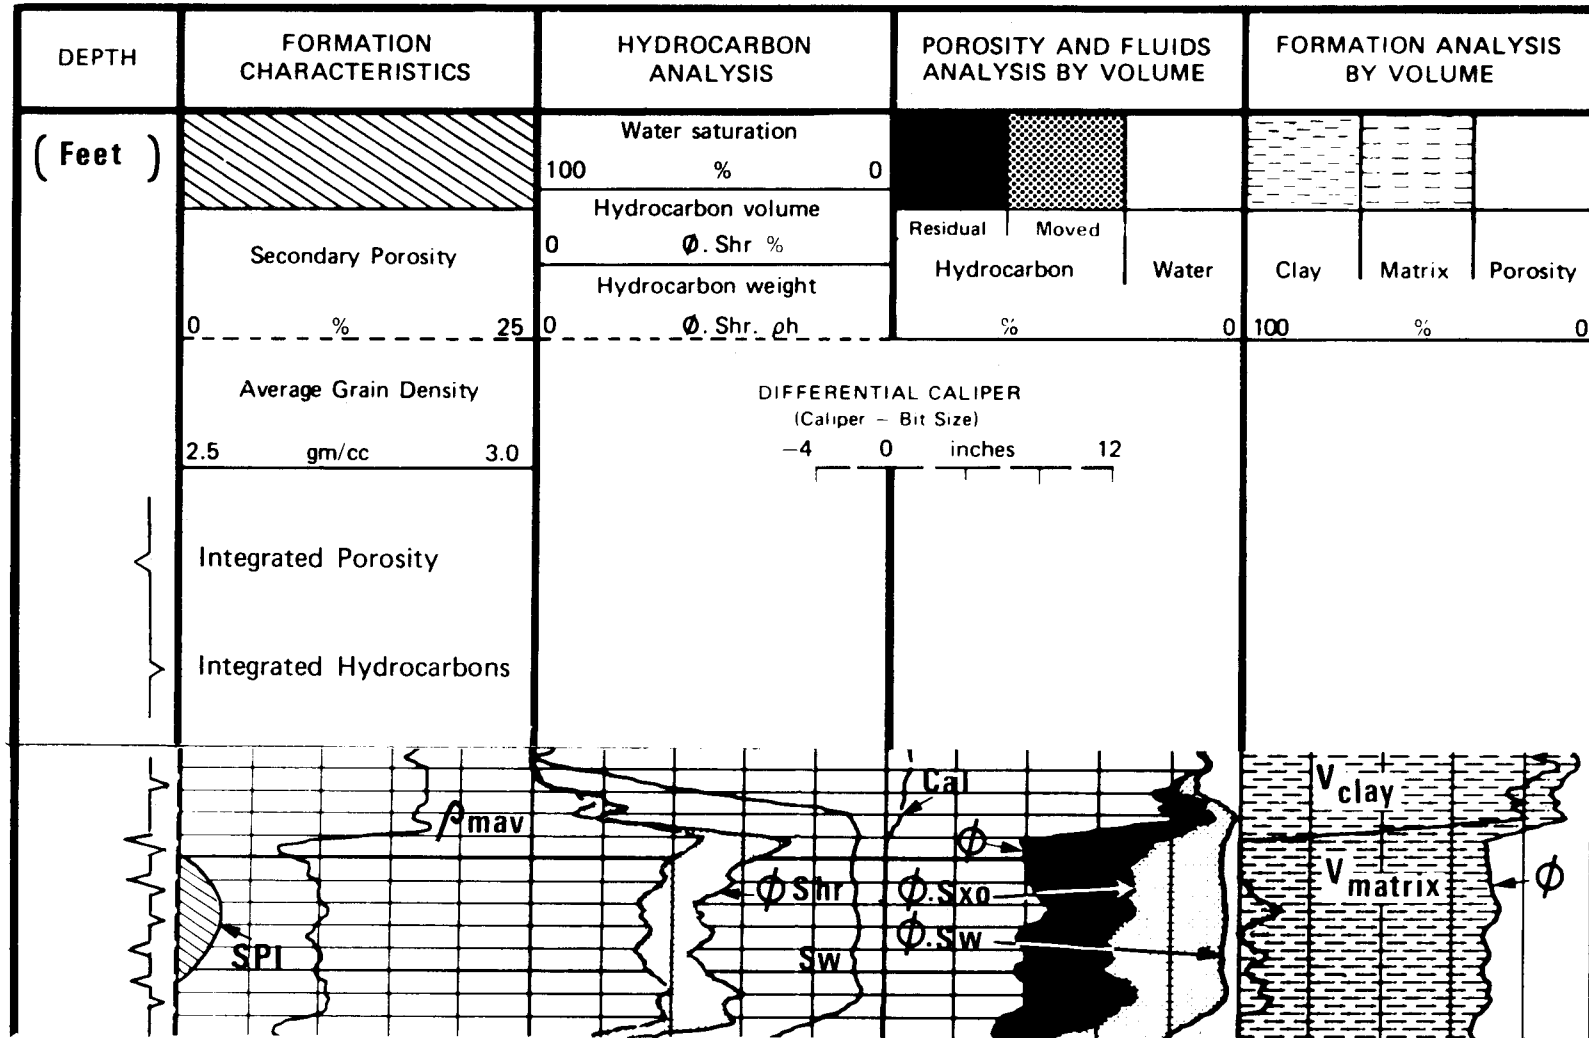 DEPTH
FORMATION
CHARACTERISTICS
HYDROCARBON
ANALYSIS
POROSITY AND FLUIDS
ANALYSIS BY VOLUME
FORMATION ANALYSIS
BY VOLUME
(Feet)
Secondary Porosity
0 % 25
Average Grain Density
2.5 gm/cc 3.0
Integrated Porosity
Integrated Hydrocarbons
Water saturation
100 % 0
Hydrocarbon volume
0 Ø. Shr %
Hydrocarbon weight
0 Ø. Shr. ρh
Residual Moved
Hydrocarbon Water
% 0
Clay Matrix Porosity
100 % 0
DIFFERENTIAL CALIPER
(Caliper – Bit Size)
–4 0 inches 12
ρmav
SPI
ϕ Shr
Sw
Cal
ϕ
ϕ.Sxo
ϕ.Sw
Vclay
Vmatrix
ϕ